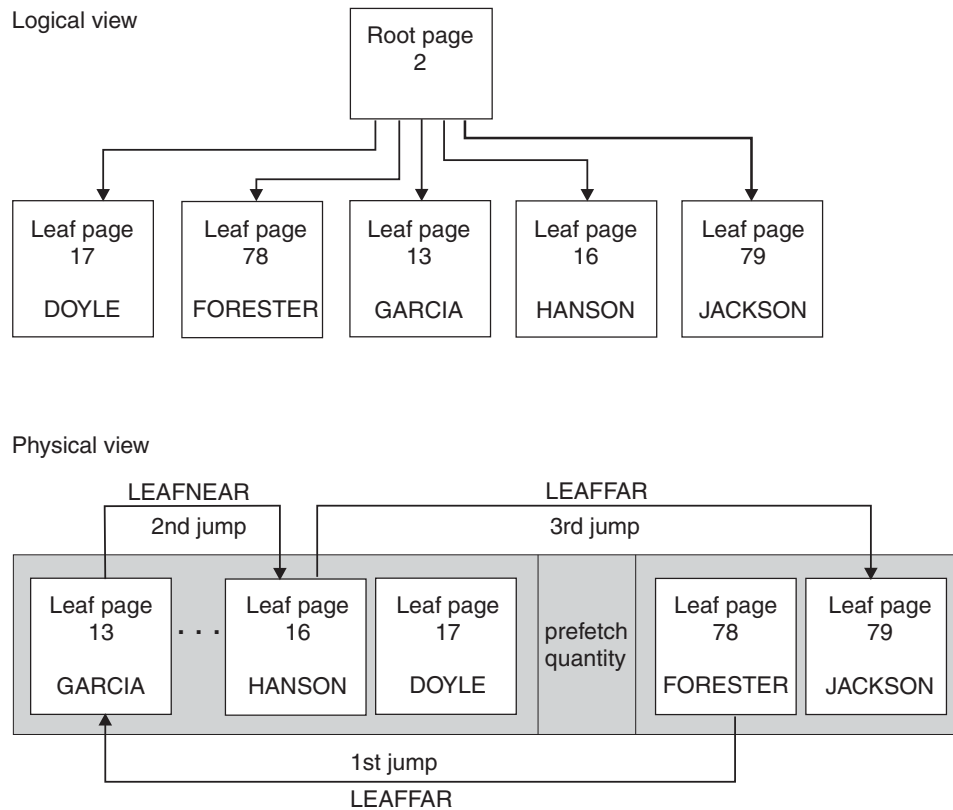 Logical view
Root page
2
Leaf page
17
DOYLE
Leaf page
78
FORESTER
Leaf page
13
GARCIA
Leaf page
16
HANSON
Leaf page
79
JACKSON
Physical view
LEAFNEAR
2nd jump
LEAFFAR
3rd jump
Leaf page
13
GARCIA
. . .
Leaf page
16
HANSON
Leaf page
17
DOYLE
prefetch
quantity
Leaf page
78
FORESTER
Leaf page
79
JACKSON
1st jump
LEAFFAR